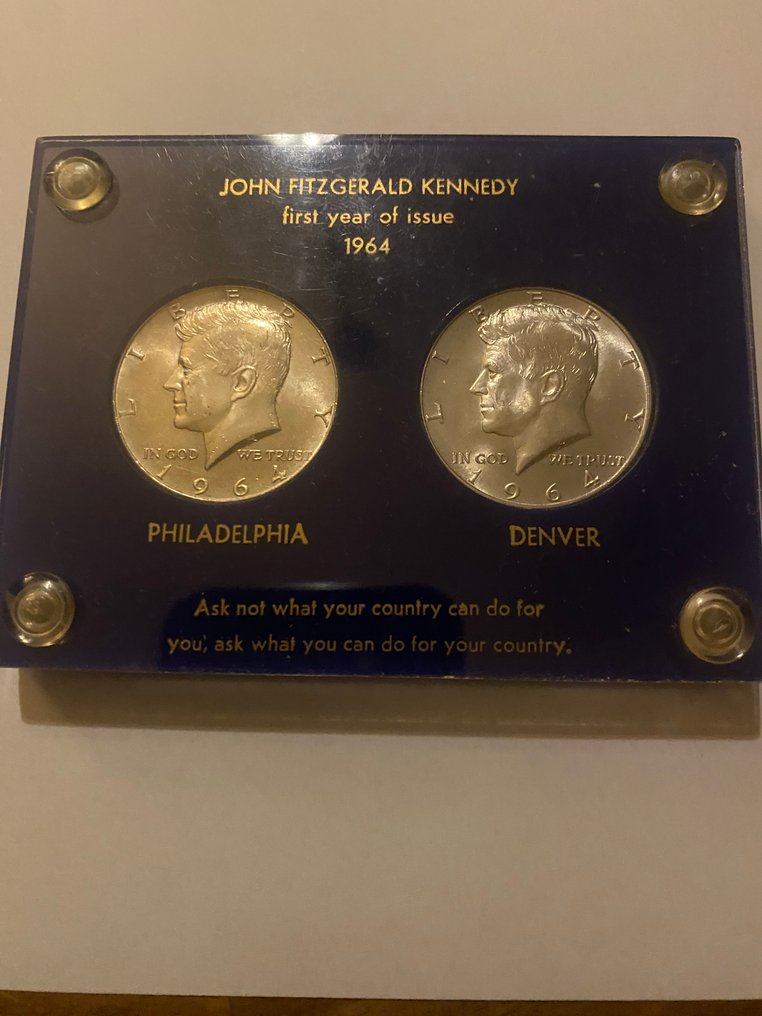 JOHN FITZGERALD KENNEDY
first year of issue
1964
LIBERTY
IN GOD WE TRUST
1964
LIBERTY
IN GOD WE TRUST
1964
PHILADELPHIA
DENVER
Ask not what your country can do for
you, ask what you can do for your country.